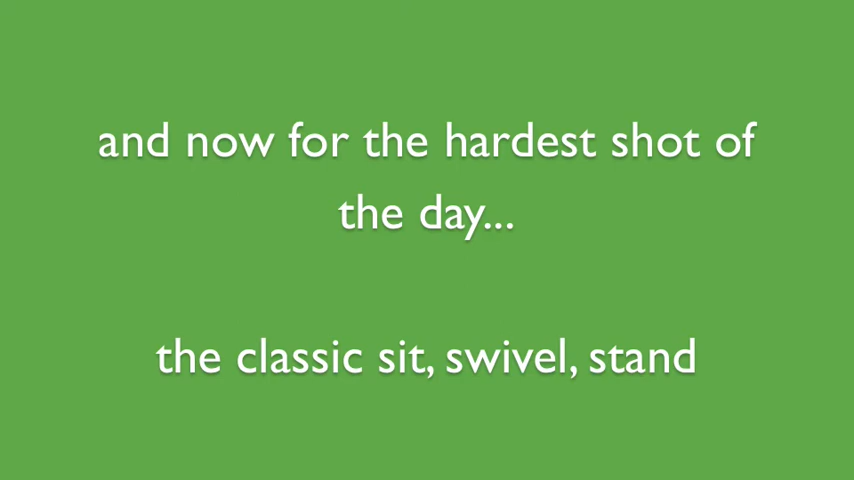 and now for the hardest shot of
the day...
the classic sit, swivel, stand